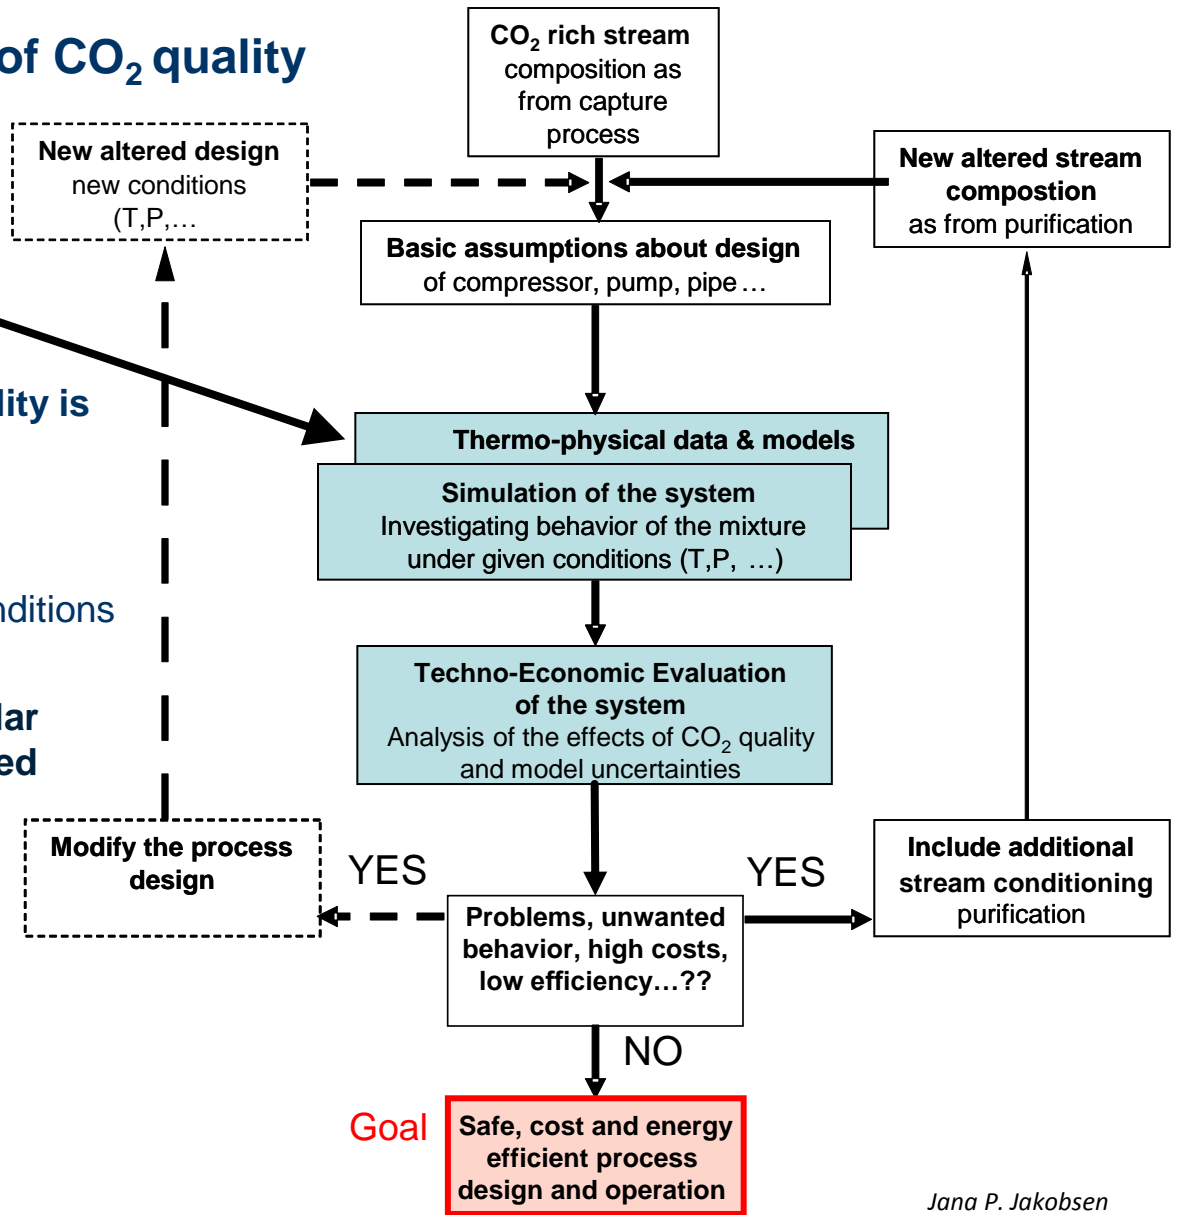 of CO₂ quality
CO₂ rich stream
composition as
from capture
process
New altered design
new conditions
(T,P,…
New altered stream
compostion
as from purification
Basic assumptions about design
of compressor, pump, pipe …
lity is
Thermo-physical data & models
Simulation of the system
Investigating behavior of the mixture
under given conditions (T,P, …)
nditions
Techno-Economic Evaluation
of the system
Analysis of the effects of CO₂ quality
and model uncertainties
lar
ed
Modify the process
design
YES
YES
Include additional
stream conditioning
purification
Problems, unwanted
behavior, high costs,
low efficiency…??
NO
Goal
Safe, cost and energy
efficient process
design and operation
Jana P. Jakobsen